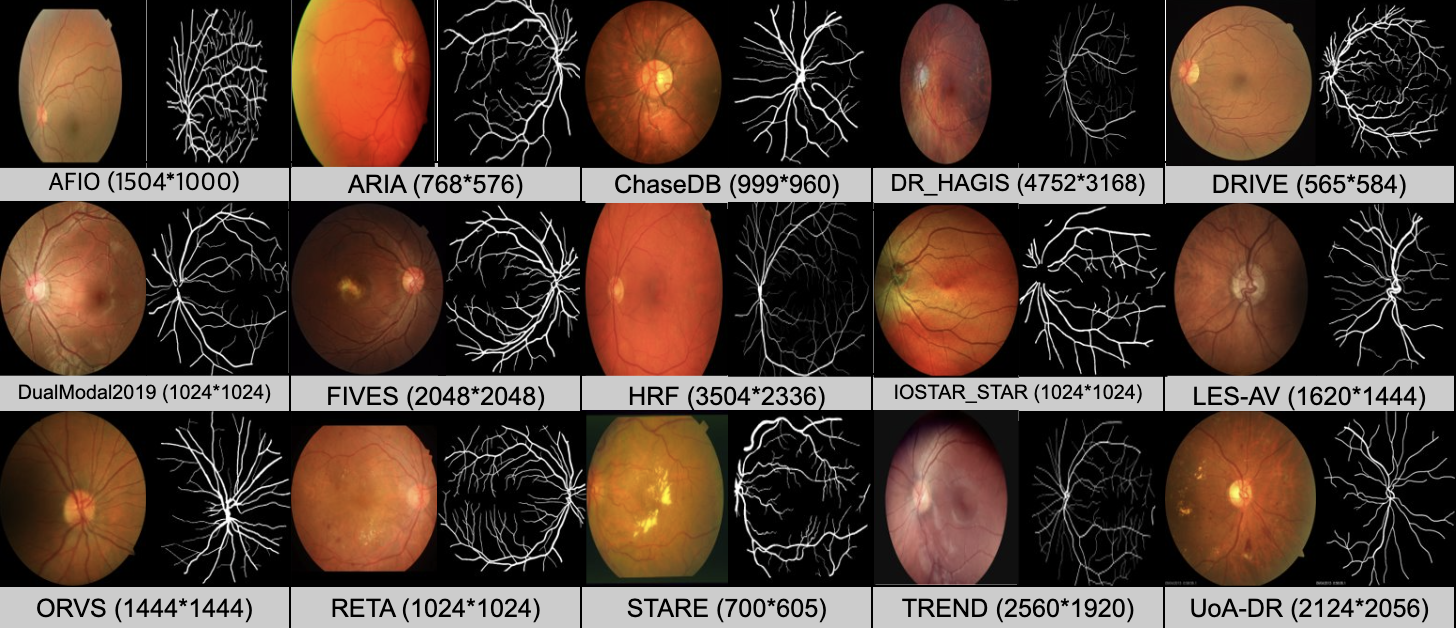 AFIO (1504*1000)
ARIA (768*576)
ChaseDB (999*960)
DR_HAGIS (4752*3168)
DRIVE (565*584)
DualModal2019 (1024*1024)
FIVES (2048*2048)
HRF (3504*2336)
IOSTAR_STAR (1024*1024)
LES-AV (1620*1444)
ORVS (1444*1444)
RETA (1024*1024)
STARE (700*605)
TREND (2560*1920)
UoA-DR (2124*2056)